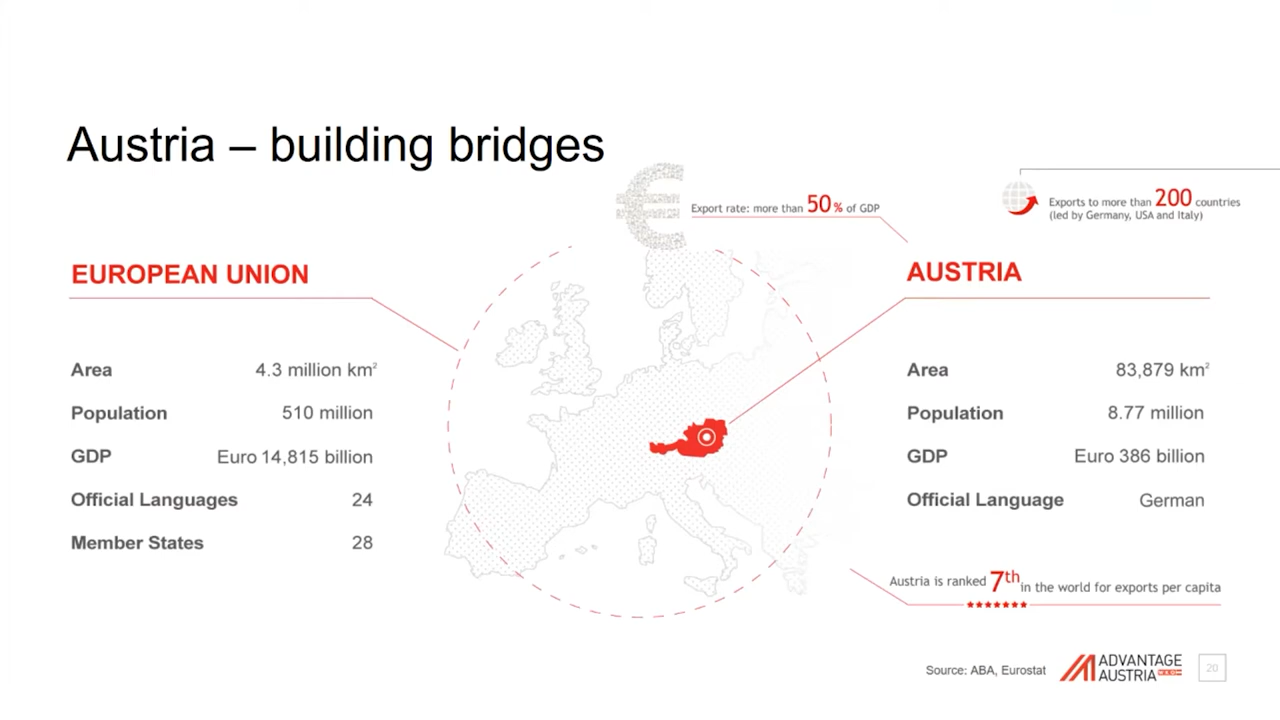 Austria – building bridges
€
Export rate: more than 50% of GDP
Exports to more than 200 countries
(led by Germany, USA and Italy)
EUROPEAN UNION
Area 4.3 million km²
Population 510 million
GDP Euro 14,815 billion
Official Languages 24
Member States 28
AUSTRIA
Area 83,879 km²
Population 8.77 million
GDP Euro 386 billion
Official Language German
Austria is ranked 7th in the world for exports per capita
Source: ABA, Eurostat
ADVANTAGE
AUSTRIA
20